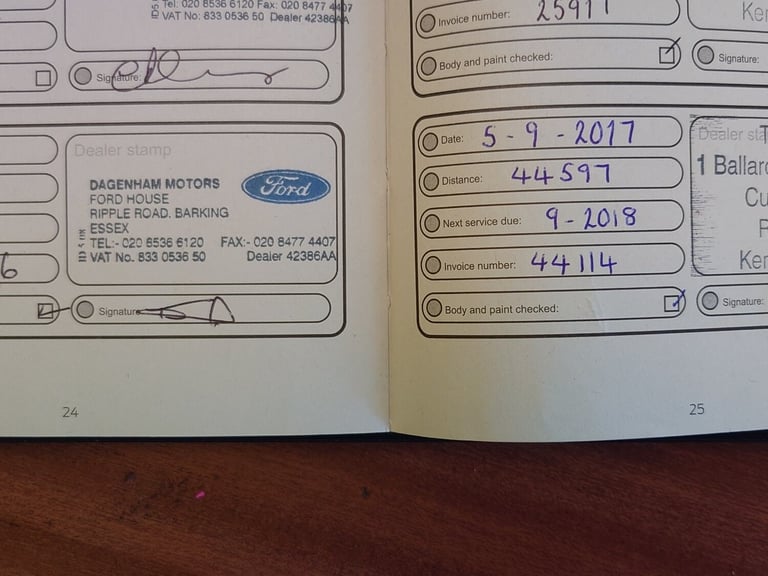 Tel: 020 8536 6120 Fax: 020 8477 4407
VAT No: 833 0536 50 Dealer 42386AA
Signature:
Dealer stamp
DAGENHAM MOTORS
FORD HOUSE
RIPPLE ROAD. BARKING
ESSEX
TEL:- 020 8536 6120 FAX:- 020 8477 4407
VAT No. 833 0536 50 Dealer 42386AA
Ford
6
Signature
24
Invoice number: 25911
Body and paint checked:
Signature:
Ken
Date: 5-9-2017
Distance: 44597
Next service due: 9-2018
Invoice number: 44114
Body and paint checked:
Signature:
Dealer sta
1 Ballard
Cu
Ken
25